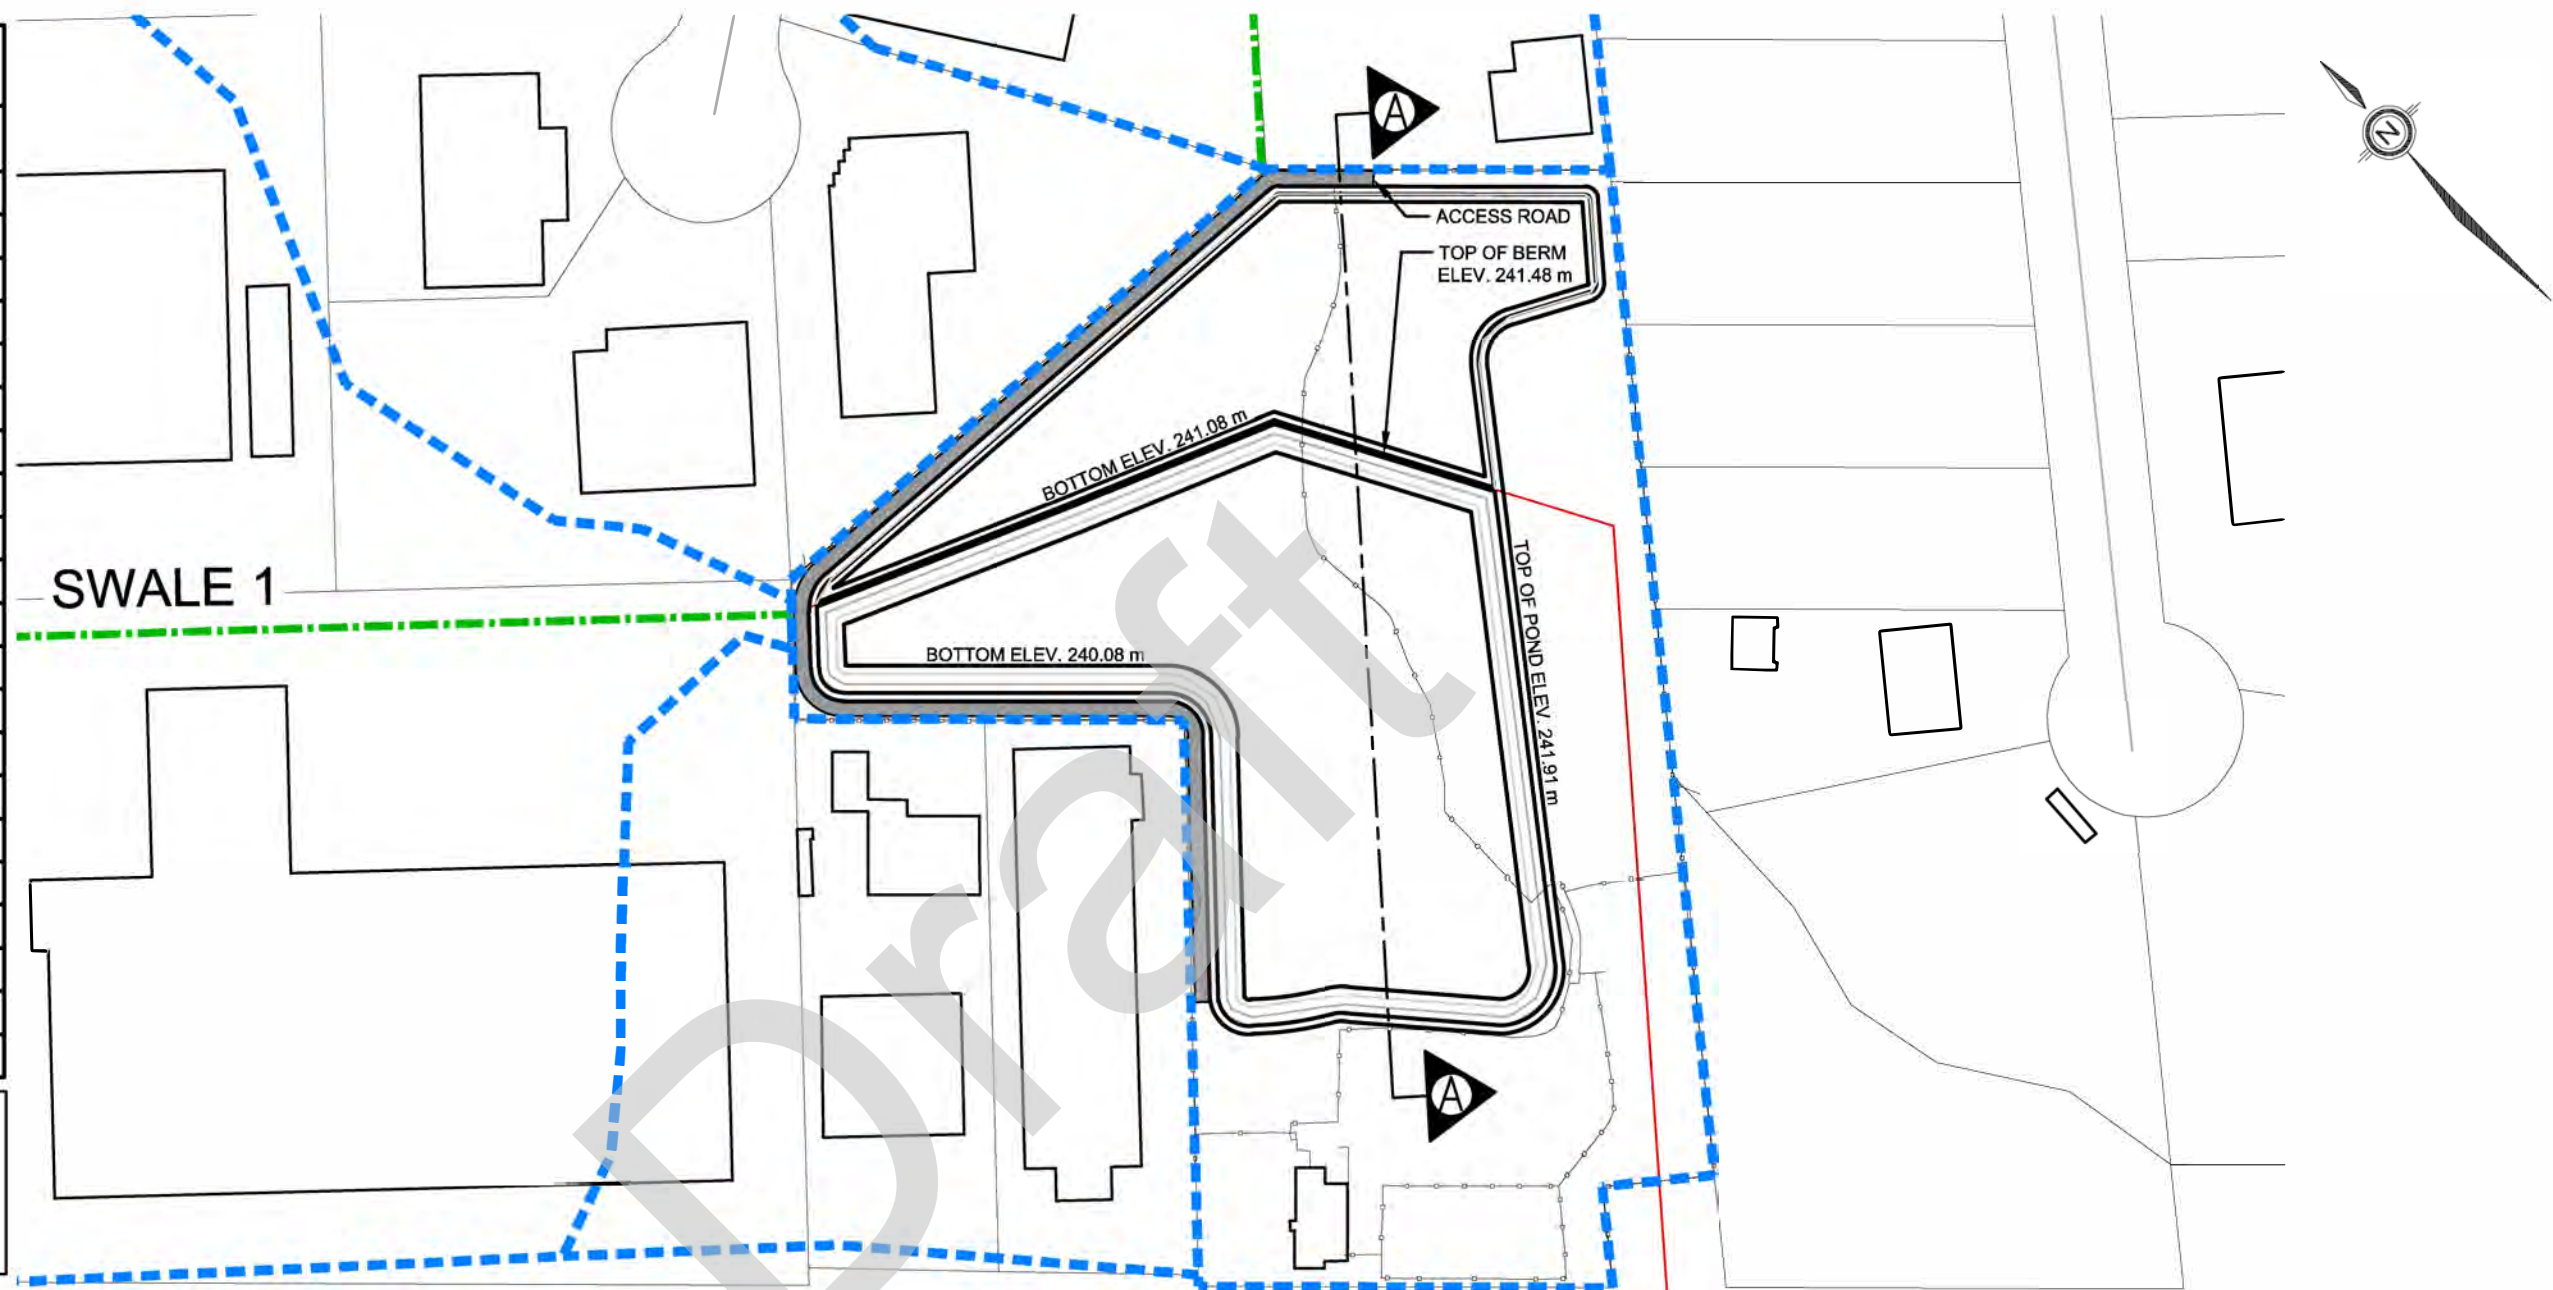 A
N
ACCESS ROAD
TOP OF BERM
ELEV. 241.48 m
BOTTOM ELEV. 241.08 m
SWALE 1
BOTTOM ELEV. 240.08 m
TOP OF POND ELEV. 241.91 m
Draft
A